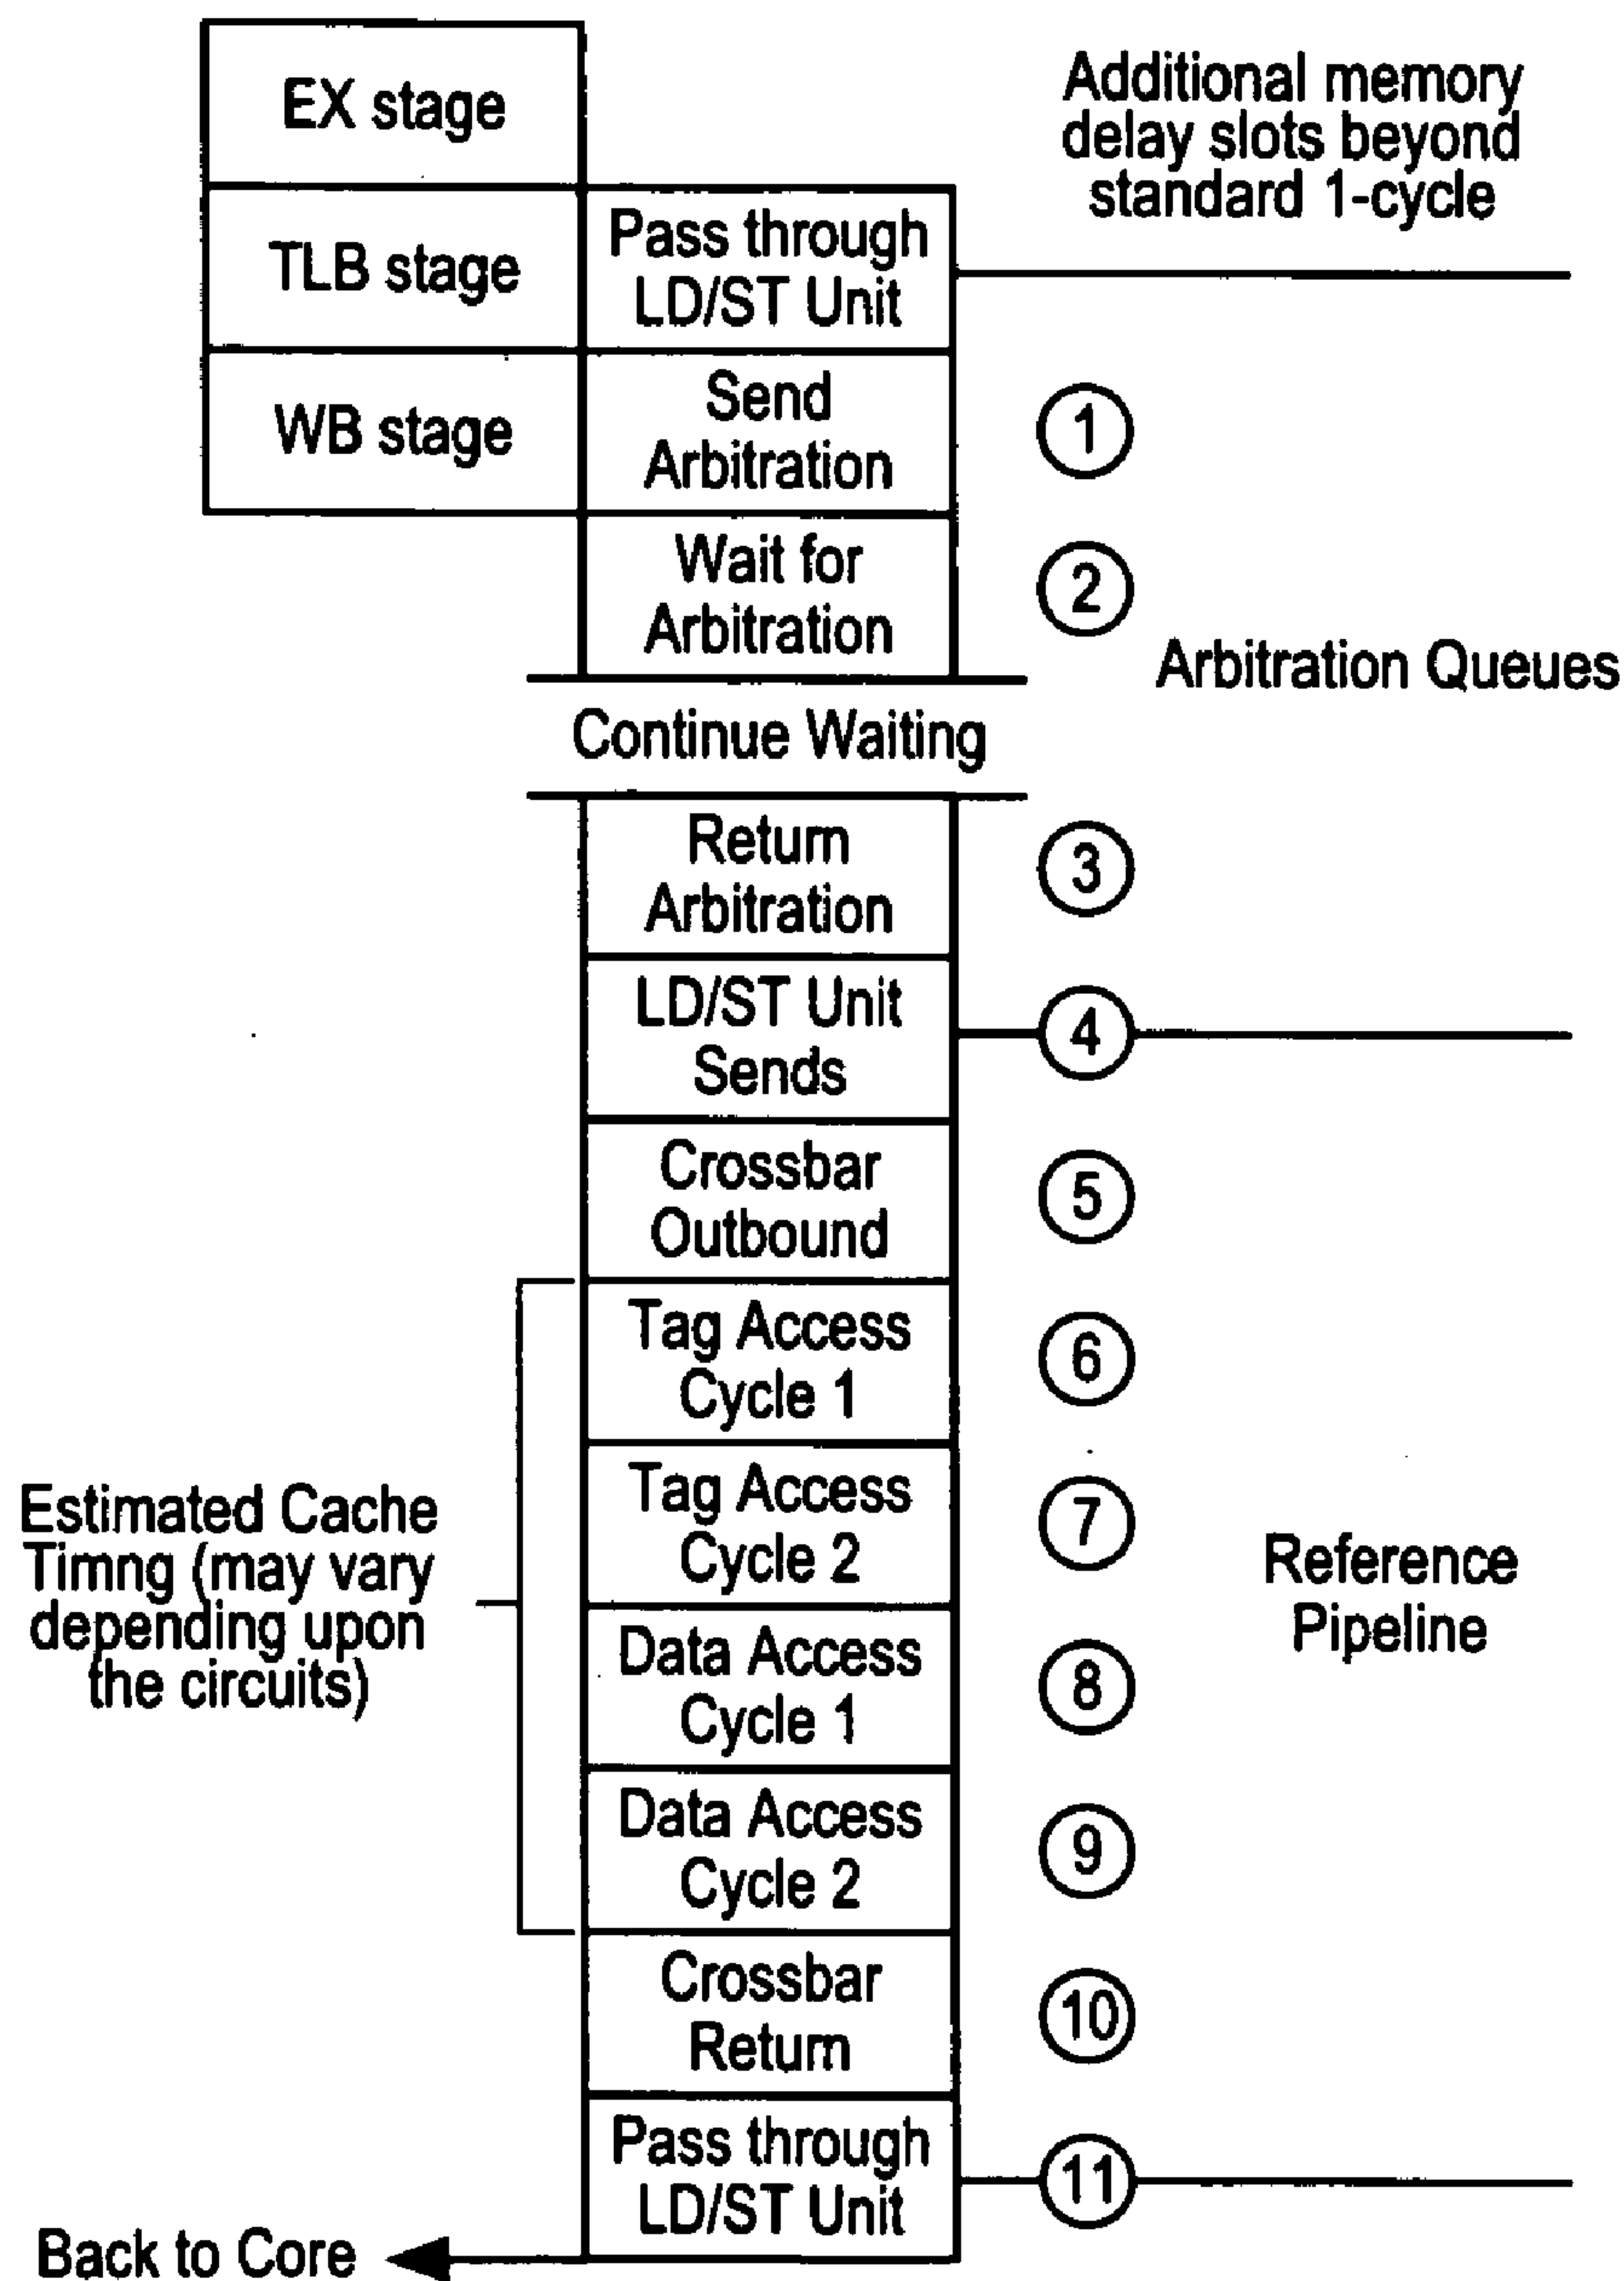 EX stage
Additional memory
delay slots beyond
standard 1-cycle
TLB stage
Pass through
LD/ST Unit
WB stage
Send
Arbitration
1
Wait for
Arbitration
2
Arbitration Queues
Continue Waiting
Return
Arbitration
3
LD/ST Unit
Sends
4
Crossbar
Outbound
5
Tag Access
Cycle 1
6
Tag Access
Cycle 2
7
Estimated Cache
Timng (may vary
depending upon
the circuits)
Reference
Pipeline
Data Access
Cycle 1
8
Data Access
Cycle 2
9
Crossbar
Return
10
Pass through
LD/ST Unit
11
Back to Core